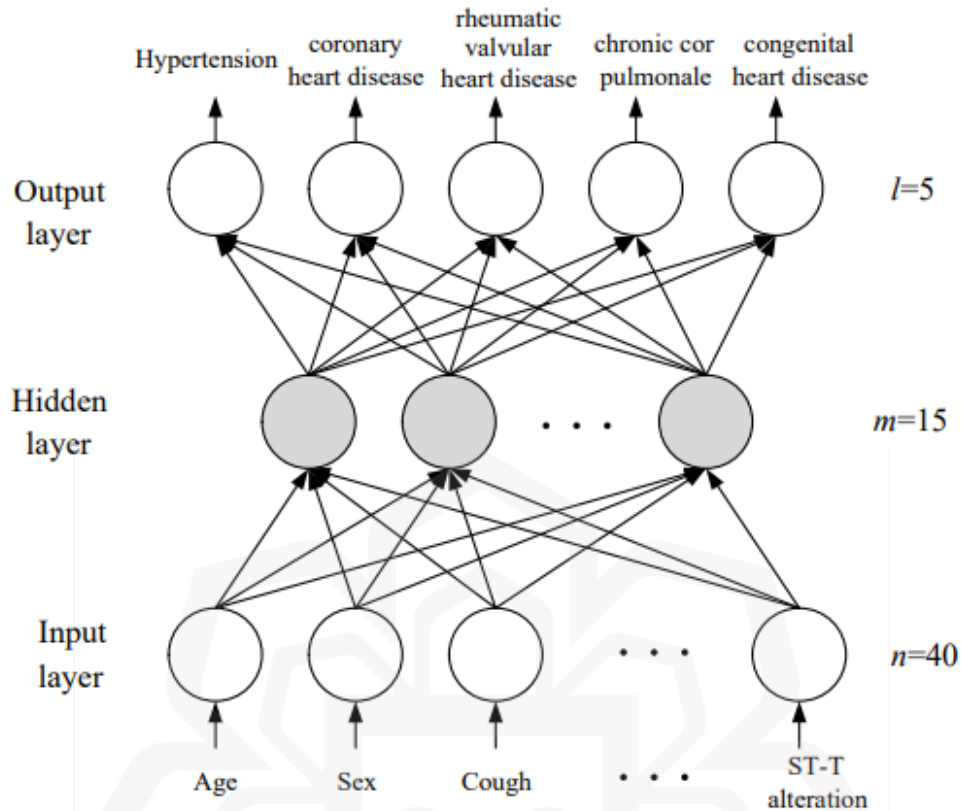 Hypertension
coronary
heart disease
rheumatic
valvular
heart disease
chronic cor
pulmonale
congenital
heart disease
Output
layer
l=5
Hidden
layer
. . .
m=15
Input
layer
. . .
n=40
Age
Sex
Cough
. . .
ST-T
alteration